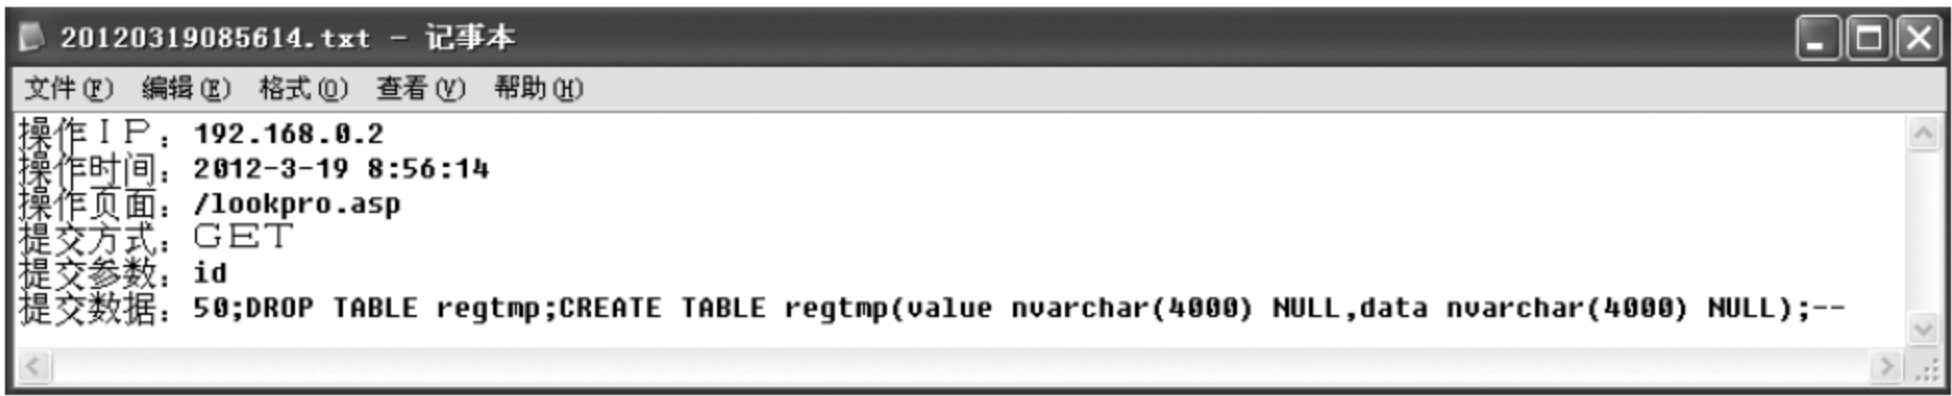 20120319085614.txt - 记事本
文件(F) 编辑(E) 格式(O) 查看(V) 帮助(H)
操作ＩＰ：192.168.0.2
操作时间：2012-3-19 8:56:14
操作页面：/lookpro.asp
提交方式：ＧＥＴ
提交参数：id
提交数据：50;DROP TABLE regtmp;CREATE TABLE regtmp(value nvarchar(4000) NULL,data nvarchar(4000) NULL);--